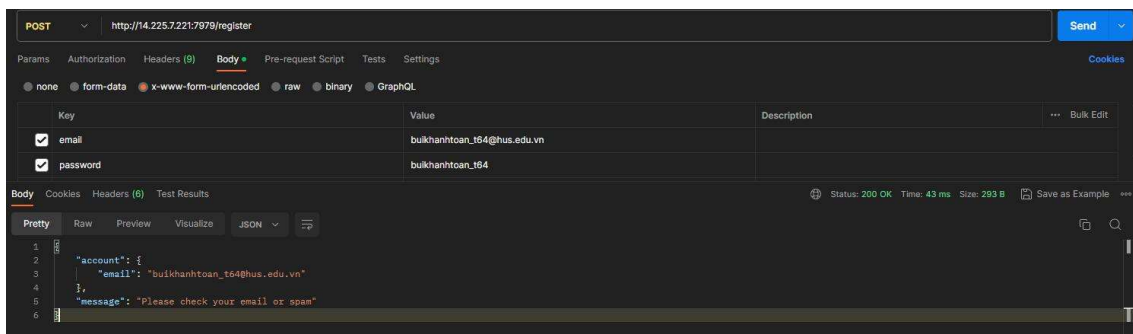 POST http://14.225.7.221:7979/register Send
Params Authorization Headers (9) Body Pre-request Script Tests Settings Cookies
none form-data x-www-form-urlencoded raw binary GraphQL
Key Value Description ... Bulk Edit
email buikhanhtoan_t64@hus.edu.vn
password buikhanhtoan_t64
Body Cookies Headers (6) Test Results Status: 200 OK Time: 43 ms Size: 293 B Save as Example
Pretty Raw Preview Visualize JSON
1 {
2 "account": {
3 "email": "buikhanhtoan_t64@hus.edu.vn"
4 },
5 "message": "Please check your email or spam"
6 }